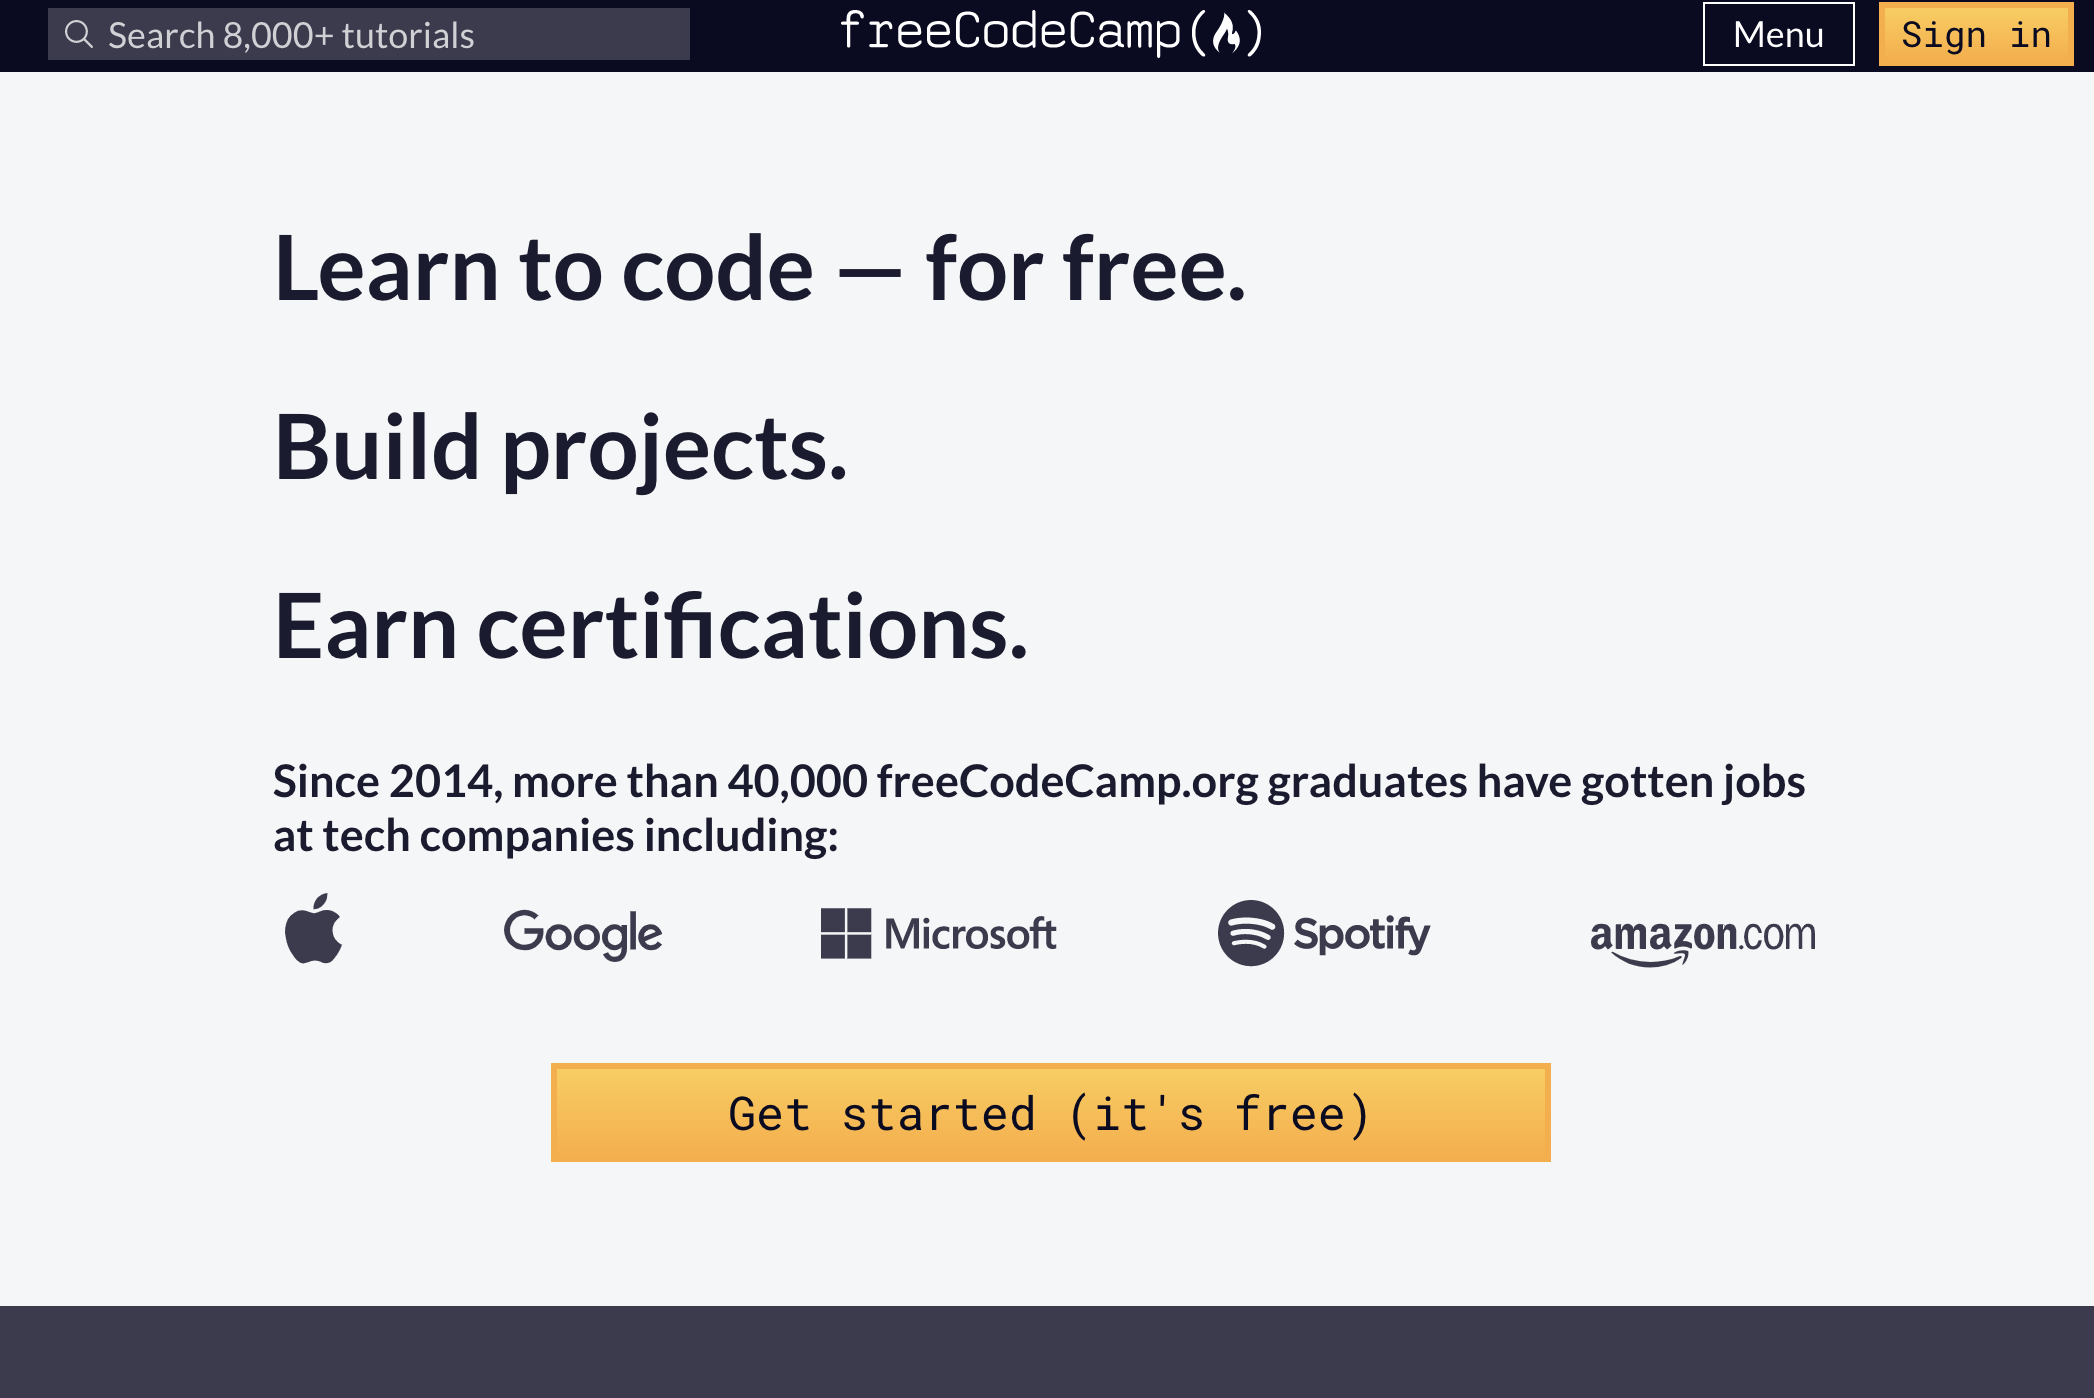 Search 8,000+ tutorials
freeCodeCamp
Menu
Sign in
Learn to code — for free.
Build projects.
Earn certifications.
Since 2014, more than 40,000 freeCodeCamp.org graduates have gotten jobs
at tech companies including:
Google
Microsoft
Spotify
amazon.com
Get started (it's free)